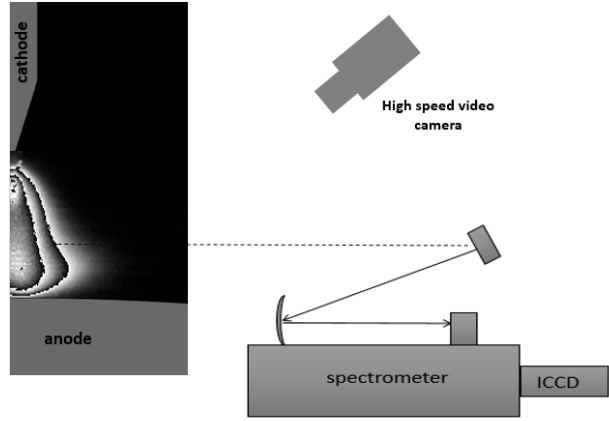 cathode
High speed video
camera
anode
spectrometer
ICCD